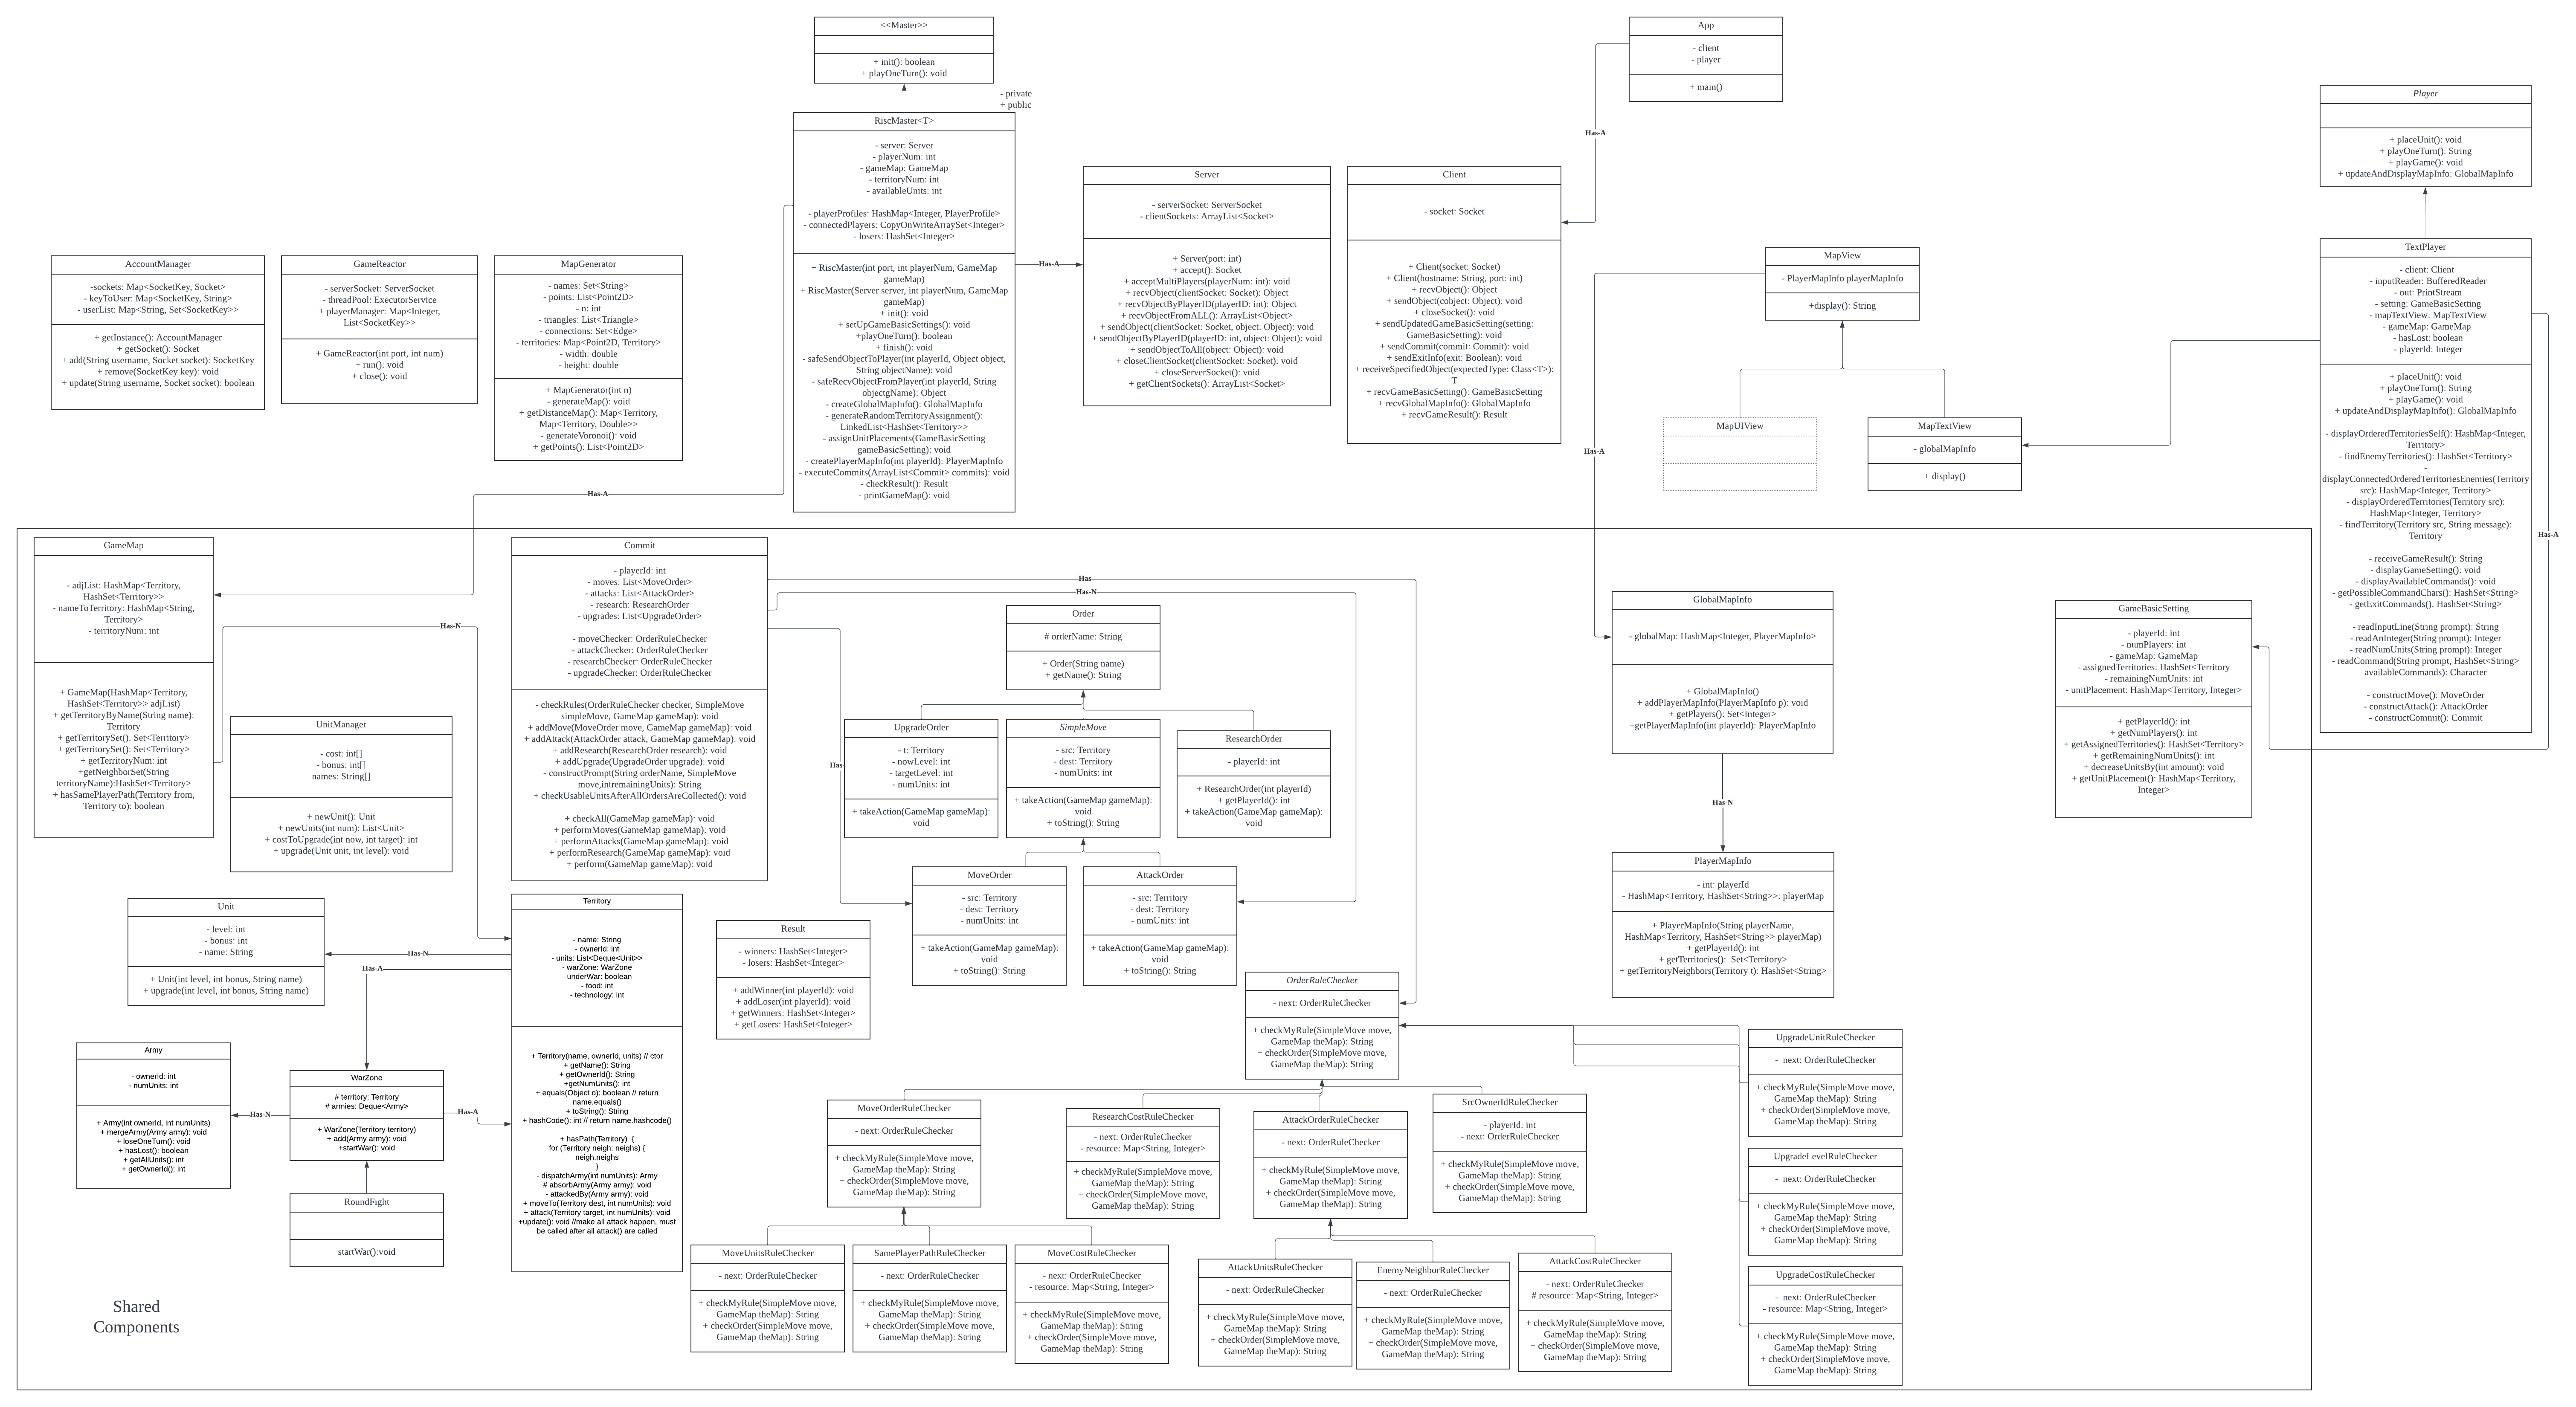 <<Master>>
+ init(): boolean
+ playOneTurn(): void
- private
+ public
App
- client
- player
+ main()
Has-A
Player
+ placeUnit(): void
+ playOneTurn(): String
+ playGame(): void
+ updateAndDisplayMapInfo: GlobalMapInfo
RiscMaster<T>
- server: Server
- playerNum: int
- gameMap: GameMap
- territoryNum: int
- availableUnits: int
- playerProfiles: HashMap<Integer, PlayerProfile>
- connectedPlayers: CopyOnWriteArraySet<Integer>
- losers: HashSet<Integer>
+ RiscMaster(int port, int playerNum, GameMap
gameMap)
+ RiscMaster(Server server, int playerNum, GameMap
gameMap)
+ init(): void
+ setUpGameBasicSettings(): void
+playOneTurn(): boolean
+ finish(): void
- safeSendObjectToPlayer(int playerId, Object object,
String objectName): void
- safeRecvObjectFromPlayer(int playerId, String
objectgName): Object
- createGlobalMapInfo(): GlobalMapInfo
- generateRandomTerritoryAssignment():
LinkedList<HashSet<Territory>>
- assignUnitPlacements(GameBasicSetting
gameBasicSetting): void
- createPlayerMapInfo(int playerId): PlayerMapInfo
- executeCommits(ArrayList<Commit> commits): void
- checkResult(): Result
- printGameMap(): void
Has-A
Has-A
Server
- serverSocket: ServerSocket
- clientSockets: ArrayList<Socket>
+ Server(port: int)
+ accept(): Socket
+ acceptMultiPlayers(playerNum: int): void
+ recvObject(clientSocket: Socket): Object
+ recvObjectByPlayerID(playerID: int): Object
+ recvObjectFromALL(): ArrayList<Object>
+ sendObject(clientSocket: Socket, object: Object): void
+ sendObjectByPlayerID(playerID: int, object: Object): void
+ sendObjectToAll(object: Object): void
+ closeClientSocket(clientSocket: Socket): void
+ closeServerSocket(): void
+ getClientSockets(): ArrayList<Socket>
Client
- socket: Socket
+ Client(socket: Socket)
+ Client(hostname: String, port: int)
+ recvObject(): Object
+ sendObject(cobject: Object): void
+ closeSocket(): void
+ sendUpdatedGameBasicSetting(setting:
GameBasicSetting): void
+ sendCommit(commit: Commit): void
+ sendExitInfo(exit: Boolean): void
+ receiveSpecifiedObject(expectedType: Class<T>):
T
+ recvGameBasicSetting(): GameBasicSetting
+ recvGlobalMapInfo(): GlobalMapInfo
+ recvGameResult(): Result
MapView
- PlayerMapInfo playerMapInfo
+display(): String
Has-A
MapUIView
MapTextView
- globalMapInfo
+ display()
TextPlayer
- client: Client
- inputReader: BufferedReader
- out: PrintStream
- setting: GameBasicSetting
- mapTextView: MapTextView
- gameMap: GameMap
- hasLost: boolean
- playerId: Integer
+ placeUnit(): void
+ playOneTurn(): String
+ playGame(): void
+ updateAndDisplayMapInfo(): GlobalMapInfo
- displayOrderedTerritoriesSelf(): HashMap<Integer,
Territory>
- findEnemyTerritories(): HashSet<Territory>
-
displayConnectedOrderedTerritoriesEnemies(Territory
src): HashMap<Integer, Territory>
- displayOrderedTerritories(Territory src):
HashMap<Integer, Territory>
- findTerritory(Territory src, String message):
Territory
- receiveGameResult(): String
- displayGameSetting(): void
- displayAvailableCommands(): void
- getPossibleCommandChars(): HashSet<String>
- getExitCommands(): HashSet<String>
- readInputLine(String prompt): String
- readAnInteger(String prompt): Integer
- readNumUnits(String prompt): Integer
- readCommand(String prompt, HashSet<String>
availableCommands): Character
- constructMove(): MoveOrder
- constructAttack(): AttackOrder
- constructCommit(): Commit
Has-A
AccountManager
-sockets: Map<SocketKey, Socket>
- keyToUser: Map<SocketKey, String>
- userList: Map<String, Set<SocketKey>>
+ getInstance(): AccountManager
+ getSocket(): Socket
+ add(String username, Socket socket): SocketKey
+ remove(SocketKey key): void
+ update(String username, Socket socket): boolean
GameReactor
- serverSocket: ServerSocket
- threadPool: ExecutorService
+ playerManager: Map<Integer,
List<SocketKey>>
+ GameReactor(int port, int num)
+ run(): void
+ close(): void
MapGenerator
- names: Set<String>
- points: List<Point2D>
- n: int
- triangles: List<Triangle>
- connections: Set<Edge>
- territories: Map<Point2D, Territory>
- width: double
- height: double
+ MapGenerator(int n)
- generateMap(): void
+ getDistanceMap(): Map<Territory,
Map<Territory, Double>>
- generateVoronoi(): void
+ getPoints(): List<Point2D>
GameMap
- adjList: HashMap<Territory,
HashSet<Territory>>
- nameToTerritory: HashMap<String,
Territory>
- territoryNum: int
+ GameMap(HashMap<Territory,
HashSet<Territory>> adjList)
+ getTerritoryByName(String name):
Territory
+ getTerritorySet(): Set<Territory>
+ getTerritorySet(): Set<Territory>
+ getTerritoryNum: int
+getNeighborSet(String
territoryName):HashSet<Territory>
+ hasSamePlayerPath(Territory from,
Territory to): boolean
Has-N
UnitManager
- cost: int[]
- bonus: int[]
names: String[]
+ newUnit(): Unit
+ newUnits(int num): List<Unit>
+ costToUpgrade(int now, int target): int
+ upgrade(Unit unit, int level): void
Commit
- playerId: int
- moves: List<MoveOrder>
- attacks: List<AttackOrder>
- research: ResearchOrder
- upgrades: List<UpgradeOrder>
- moveChecker: OrderRuleChecker
- attackChecker: OrderRuleChecker
- researchChecker: OrderRuleChecker
- upgradeChecker: OrderRuleChecker
- checkRules(OrderRuleChecker checker, SimpleMove
simpleMove, GameMap gameMap): void
+ addMove(MoveOrder move, GameMap gameMap): void
+ addAttack(AttackOrder attack, GameMap gameMap): void
+ addResearch(ResearchOrder research): void
+ addUpgrade(UpgradeOrder upgrade): void
- constructPrompt(String orderName, SimpleMove
move,intremainingUnits): String
+ checkUsableUnitsAfterAllOrdersAreCollected(): void
+ checkAll(GameMap gameMap): void
+ performMoves(GameMap gameMap): void
+ performAttacks(GameMap gameMap): void
+ performResearch(GameMap gameMap): void
+ perform(GameMap gameMap): void
Has
Has-N
Has-
Order
# orderName: String
+ Order(String name)
+ getName(): String
UpgradeOrder
- t: Territory
- nowLevel: int
- targetLevel: int
- numUnits: int
+ takeAction(GameMap gameMap):
void
SimpleMove
- src: Territory
- dest: Territory
- numUnits: int
+ takeAction(GameMap gameMap):
void
+ toString(): String
ResearchOrder
- playerId: int
+ ResearchOrder(int playerId)
+ getPlayerId(): int
+ takeAction(GameMap gameMap):
void
MoveOrder
- src: Territory
- dest: Territory
- numUnits: int
+ takeAction(GameMap gameMap):
void
+ toString(): String
AttackOrder
- src: Territory
- dest: Territory
- numUnits: int
+ takeAction(GameMap gameMap):
void
+ toString(): String
GlobalMapInfo
- globalMap: HashMap<Integer, PlayerMapInfo>
+ GlobalMapInfo()
+ addPlayerMapInfo(PlayerMapInfo p): void
+ getPlayers(): Set<Integer>
+getPlayerMapInfo(int playerId): PlayerMapInfo
Has-N
PlayerMapInfo
- int: playerId
- HashMap<Territory, HashSet<String>>: playerMap
+ PlayerMapInfo(String playerName,
HashMap<Territory, HashSet<String>> playerMap)
+ getPlayerId(): int
+ getTerritories(): Set<Territory>
+ getTerritoryNeighbors(Territory t): HashSet<String>
GameBasicSetting
- playerId: int
- numPlayers: int
- gameMap: GameMap
- assignedTerritories: HashSet<Territory
- remainingNumUnits: int
- unitPlacement: HashMap<Territory, Integer}
+ getPlayerId(): int
+ getNumPlayers(): int
+ getAssignedTerritories(): HashSet<Territory>
+ getRemainingNumUnits(): int
+ decreaseUnitsBy(int amount): void
+ getUnitPlacement(): HashMap<Territory,
Integer>
Unit
- level: int
- bonus: int
- name: String
+ Unit(int level, int bonus, String name)
+ upgrade(int level, int bonus, String name)
Has-N
Has-A
Territory
- name: String
- ownerId: int
- units: List<Deque<Unit>>
- warZone: WarZone
- underWar: boolean
- food: int
- technology: int
+ Territory(name, ownerId, units) // ctor
+ getName(): String
+ getOwnerId(): String
+getNumUnits(): int
+ equals(Object o): boolean // return
name.equals()
+ toString(): String
+ hashCode(): int // return name.hashcode()
+ hasPath(Territory) {
for (Territory neigh: neighs) {
neigh.neighs
}
- dispatchArmy(int numUnits): Army
# absorbArmy(Army army): void
- attackedBy(Army army): void
+ moveTo(Territory dest, int numUnits): void
+ attack(Territory target, int numUnits): void
+update(): void //make all attack happen, must
be called after all attack() are called
Result
- winners: HashSet<Integer>
- losers: HashSet<Integer>
+ addWinner(int playerId): void
+ addLoser(int playerId): void
+ getWinners: HashSet<Integer>
+ getLosers: HashSet<Integer>
Army
- ownerId: int
- numUnits: int
+ Army(int ownerId, int numUnits)
+ mergeArmy(Army army): void
+ loseOneTurn(): void
+ hasLost(): boolean
+ getAllUnits(): int
+ getOwnerId(): int
Has-N
WarZone
# territory: Territory
# armies: Deque<Army>
+ WarZone(Territory territory)
+ add(Army army): void
+startWar(): void
Has-A
RoundFight
startWar():void
OrderRuleChecker
- next: OrderRuleChecker
+ checkMyRule(SimpleMove move,
GameMap theMap): String
+ checkOrder(SimpleMove move,
GameMap theMap): String
MoveOrderRuleChecker
- next: OrderRuleChecker
+ checkMyRule(SimpleMove move,
GameMap theMap): String
+ checkOrder(SimpleMove move,
GameMap theMap): String
ResearchCostRuleChecker
- next: OrderRuleChecker
- resource: Map<String, Integer>
+ checkMyRule(SimpleMove move,
GameMap theMap): String
+ checkOrder(SimpleMove move,
GameMap theMap): String
AttackOrderRuleChecker
- next: OrderRuleChecker
+ checkMyRule(SimpleMove move,
GameMap theMap): String
+ checkOrder(SimpleMove move,
GameMap theMap): String
SrcOwnerIdRuleChecker
- playerId: int
- next: OrderRuleChecker
+ checkMyRule(SimpleMove move,
GameMap theMap): String
+ checkOrder(SimpleMove move,
GameMap theMap): String
UpgradeUnitRuleChecker
- next: OrderRuleChecker
+ checkMyRule(SimpleMove move,
GameMap theMap): String
+ checkOrder(SimpleMove move,
GameMap theMap): String
UpgradeLevelRuleChecker
- next: OrderRuleChecker
+ checkMyRule(SimpleMove move,
GameMap theMap): String
+ checkOrder(SimpleMove move,
GameMap theMap): String
UpgradeCostRuleChecker
- next: OrderRuleChecker
- resource: Map<String, Integer>
+ checkMyRule(SimpleMove move,
GameMap theMap): String
+ checkOrder(SimpleMove move,
GameMap theMap): String
MoveUnitsRuleChecker
- next: OrderRuleChecker
+ checkMyRule(SimpleMove move,
GameMap theMap): String
+ checkOrder(SimpleMove move,
GameMap theMap): String
SamePlayerPathRuleChecker
- next: OrderRuleChecker
+ checkMyRule(SimpleMove move,
GameMap theMap): String
+ checkOrder(SimpleMove move,
GameMap theMap): String
MoveCostRuleChecker
- next: OrderRuleChecker
- resource: Map<String, Integer>
+ checkMyRule(SimpleMove move,
GameMap theMap): String
+ checkOrder(SimpleMove move,
GameMap theMap): String
AttackUnitsRuleChecker
- next: OrderRuleChecker
+ checkMyRule(SimpleMove move,
GameMap theMap): String
+ checkOrder(SimpleMove move,
GameMap theMap): String
EnemyNeighborRuleChecker
- next: OrderRuleChecker
+ checkMyRule(SimpleMove move,
GameMap theMap): String
+ checkOrder(SimpleMove move,
GameMap theMap): String
AttackCostRuleChecker
- next: OrderRuleChecker
# resource: Map<String, Integer>
+ checkMyRule(SimpleMove move,
GameMap theMap): String
+ checkOrder(SimpleMove move,
GameMap theMap): String
Shared
Components